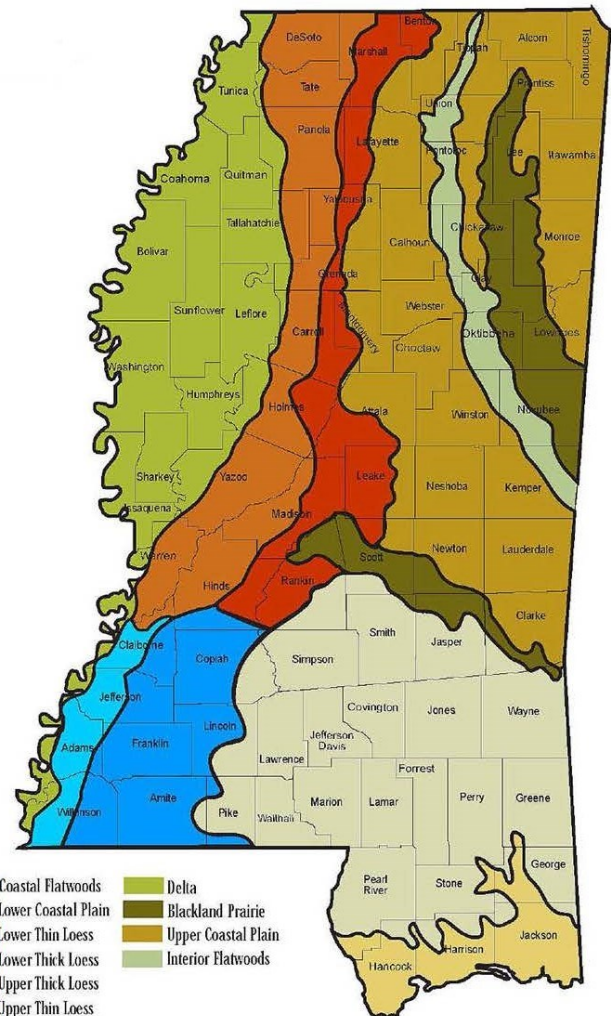 Benton
DeSoto
Marshall
Tippah
Alcorn
Tishomingo
Tunica
Tate
Prentiss
Union
Panola
Lafayette
Pontotoc
Lee
Itawamba
Coahoma
Quitman
Yalobusha
Tallahatchie
Chickasaw
Monroe
Bolivar
Calhoun
Grenada
Clay
Sunflower
Leflore
Webster
Carroll
Montgomery
Oktibbeha
Lowndes
Choctaw
Washington
Humphreys
Holmes
Attala
Winston
Noxubee
Sharkey
Yazoo
Leake
Neshoba
Kemper
Issaquena
Madison
Warren
Scott
Newton
Lauderdale
Hinds
Rankin
Clarke
Claiborne
Smith
Jasper
Copiah
Simpson
Jefferson
Covington
Jones
Wayne
Lincoln
Adams
Franklin
Jefferson
Davis
Lawrence
Forrest
Wilkinson
Amite
Pike
Walthall
Marion
Lamar
Perry
Greene
George
Pearl
River
Stone
Jackson
Harrison
Hancock
Coastal Flatwoods
Lower Coastal Plain
Lower Thin Loess
Lower Thick Loess
Upper Thick Loess
Upper Thin Loess
Delta
Blackland Prairie
Upper Coastal Plain
Interior Flatwoods